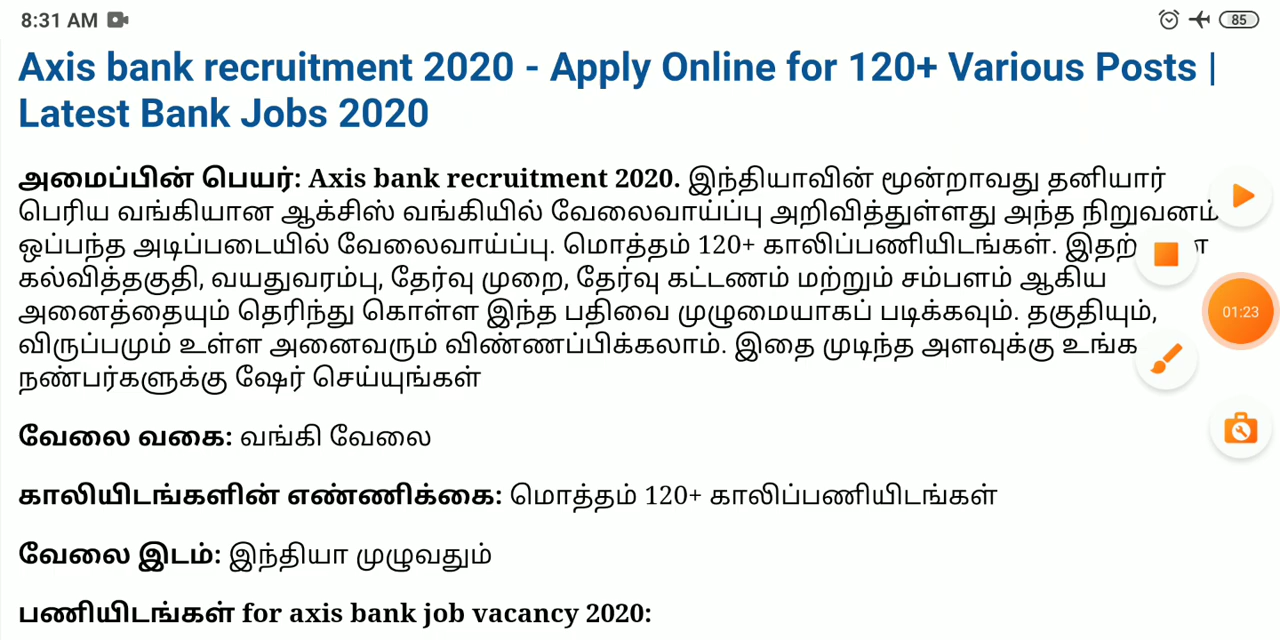 8:31 AM
85
Axis bank recruitment 2020 - Apply Online for 120+ Various Posts |
Latest Bank Jobs 2020
அமைப்பின் பெயர்: Axis bank recruitment 2020. இந்தியாவின் மூன்றாவது தனியார்
பெரிய வங்கியான ஆக்சிஸ் வங்கியில் வேலைவாய்ப்பு அறிவித்துள்ளது அந்த நிறுவனம்
ஒப்பந்த அடிப்படையில் வேலைவாய்ப்பு. மொத்தம் 120+ காலிப்பணியிடங்கள்.
கல்வித்தகுதி, வயதுவரம்பு, தேர்வு முறை, தேர்வு கட்டணம் மற்றும் சம்பளம் ஆகிய
அனைத்தையும் தெரிந்து கொள்ள இந்த பதிவை முழுமையாகப் படிக்கவும். தகுதியும்,
01:23
விருப்பமும் உள்ள அனைவரும் விண்ணப்பிக்கலாம். இதை முடிந்த அளவுக்கு
நண்பர்களுக்கு ஷேர் செய்யுங்கள்
வேலை வகை: வங்கி வேலை
காலியிடங்களின் எண்ணிக்கை: மொத்தம் 120+ காலிப்பணியிடங்கள்
வேலை இடம்: இந்தியா முழுவதும்
பணியிடங்கள் for axis bank job vacancy 2020: